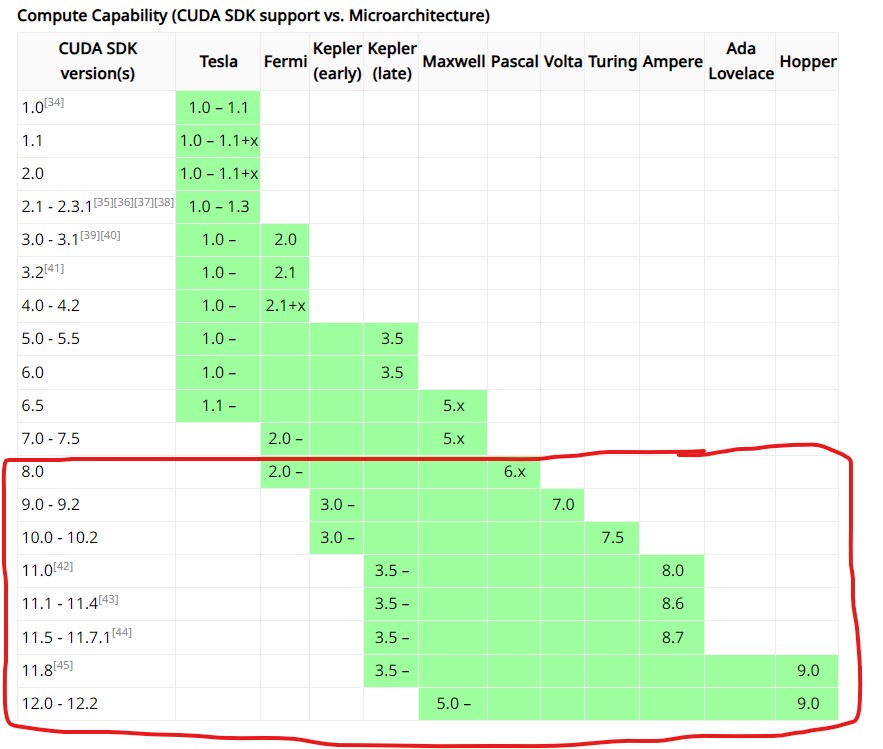 Compute Capability (CUDA SDK support vs. Microarchitecture)
CUDA SDK version(s) Tesla Fermi Kepler (early) Kepler (late) Maxwell Pascal Volta Turing Ampere Ada Lovelace Hopper
1.0[34] 1.0 – 1.1
1.1 1.0 – 1.1+x
2.0 1.0 – 1.1+x
2.1 - 2.3.1[35][36][37][38] 1.0 – 1.3
3.0 - 3.1[39][40] 1.0 – 2.0
3.2[41] 1.0 – 2.1
4.0 - 4.2 1.0 – 2.1+x
5.0 - 5.5 1.0 – 3.5
6.0 1.0 – 3.5
6.5 1.1 – 5.x
7.0 - 7.5 2.0 – 5.x
8.0 2.0 – 6.x
9.0 - 9.2 3.0 – 7.0
10.0 - 10.2 3.0 – 7.5
11.0[42] 3.5 – 8.0
11.1 - 11.4[43] 3.5 – 8.6
11.5 - 11.7.1[44] 3.5 – 8.7
11.8[45] 3.5 – 9.0
12.0 - 12.2 5.0 – 9.0